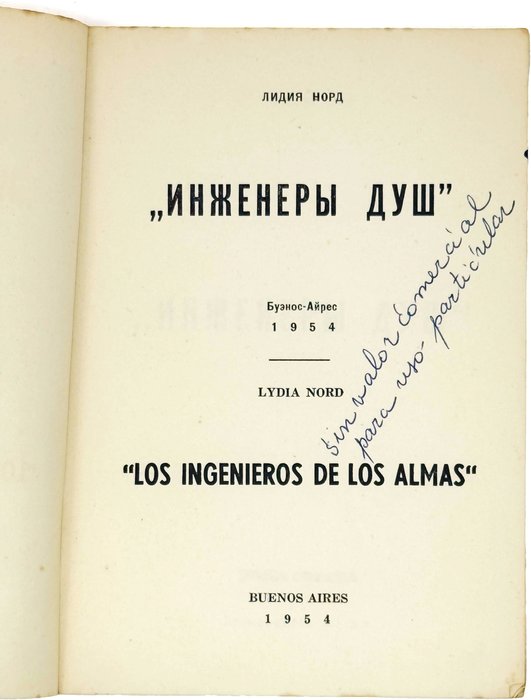 ЛИДИЯ НОРД
„ИНЖЕНЕРЫ ДУШ”
Буэнос-Айрес
1954
LYDIA NORD
"LOS INGENIEROS DE LOS ALMAS"
BUENOS AIRES
1954
Sin valor comercial
para uso particular